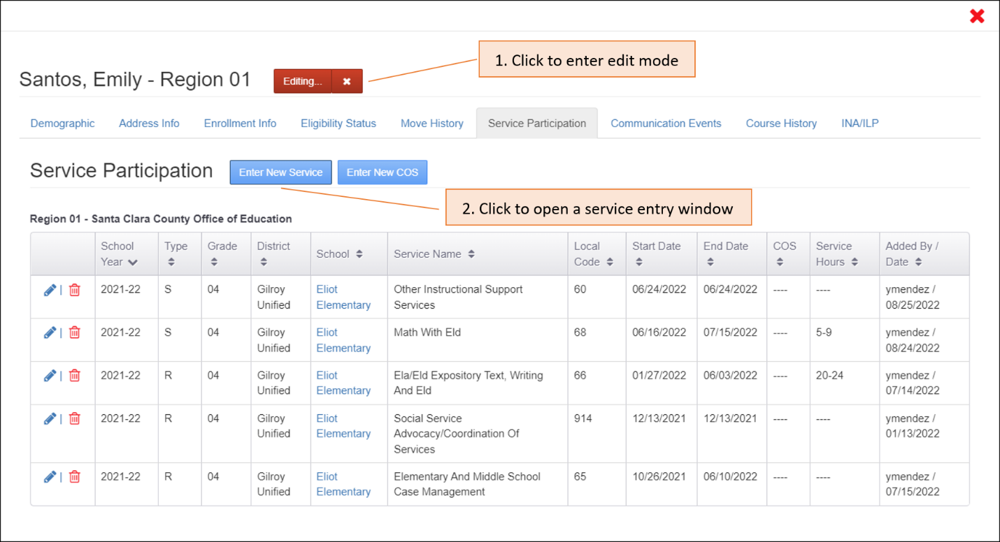 1. Click to enter edit mode
Santos, Emily - Region 01
Editing...
Demographic Address Info Enrollment Info Eligibility Status Move History Service Participation Communication Events Course History INA/ILP
Service Participation Enter New Service Enter New COS
2. Click to open a service entry window
Region 01 - Santa Clara County Office of Education
School Type Grade District School Service Name Local Start Date End Date COS Service Added By /
Year Code Hours Date
2021-22 S 04 Gilroy Eliot Other Instructional Support 60 06/24/2022 06/24/2022 ---- ---- ymendez /
Unified Elementary Services 08/25/2022
2021-22 S 04 Gilroy Eliot Math With Eld 68 06/16/2022 07/15/2022 ---- 5-9 ymendez /
Unified Elementary 08/24/2022
2021-22 R 04 Gilroy Eliot Ela/Eld Expository Text, Writing 66 01/27/2022 06/03/2022 ---- 20-24 ymendez /
Unified Elementary And Eld 07/14/2022
2021-22 R 04 Gilroy Eliot Social Service 914 12/13/2021 12/13/2021 ---- ---- ymendez /
Unified Elementary Advocacy/Coordination Of 01/13/2022
Services
2021-22 R 04 Gilroy Eliot Elementary And Middle School 65 10/26/2021 06/10/2022 ---- ---- ymendez /
Unified Elementary Case Management 07/15/2022